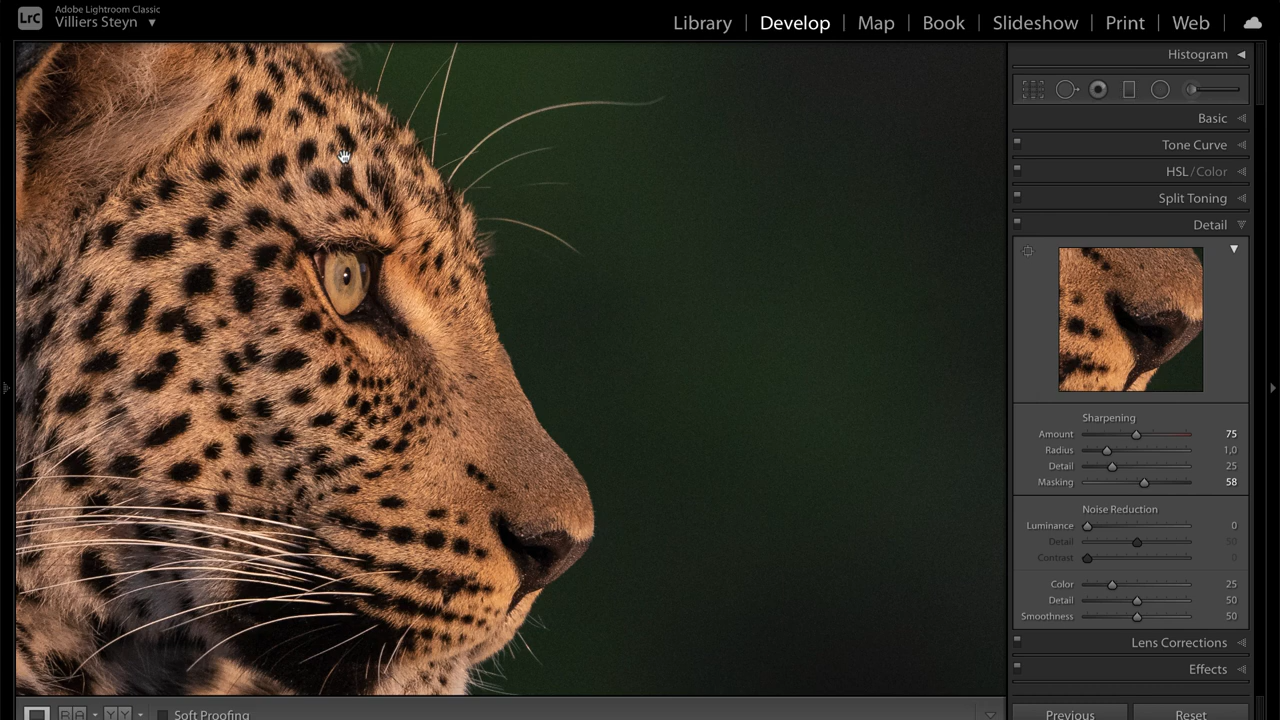 LrC
Adobe Lightroom Classic
Villiers Steyn
Library | Develop | Map | Book | Slideshow | Print | Web |
Histogram
Basic
Tone Curve
HSL / Color
Split Toning
Detail
Sharpening
Amount 75
Radius 1,0
Detail 25
Masking 58
Noise Reduction
Luminance 0
Detail 50
Contrast 0
Color 25
Detail 50
Smoothness 50
Lens Corrections
Effects
Previous Reset
RA YY Soft Proofing